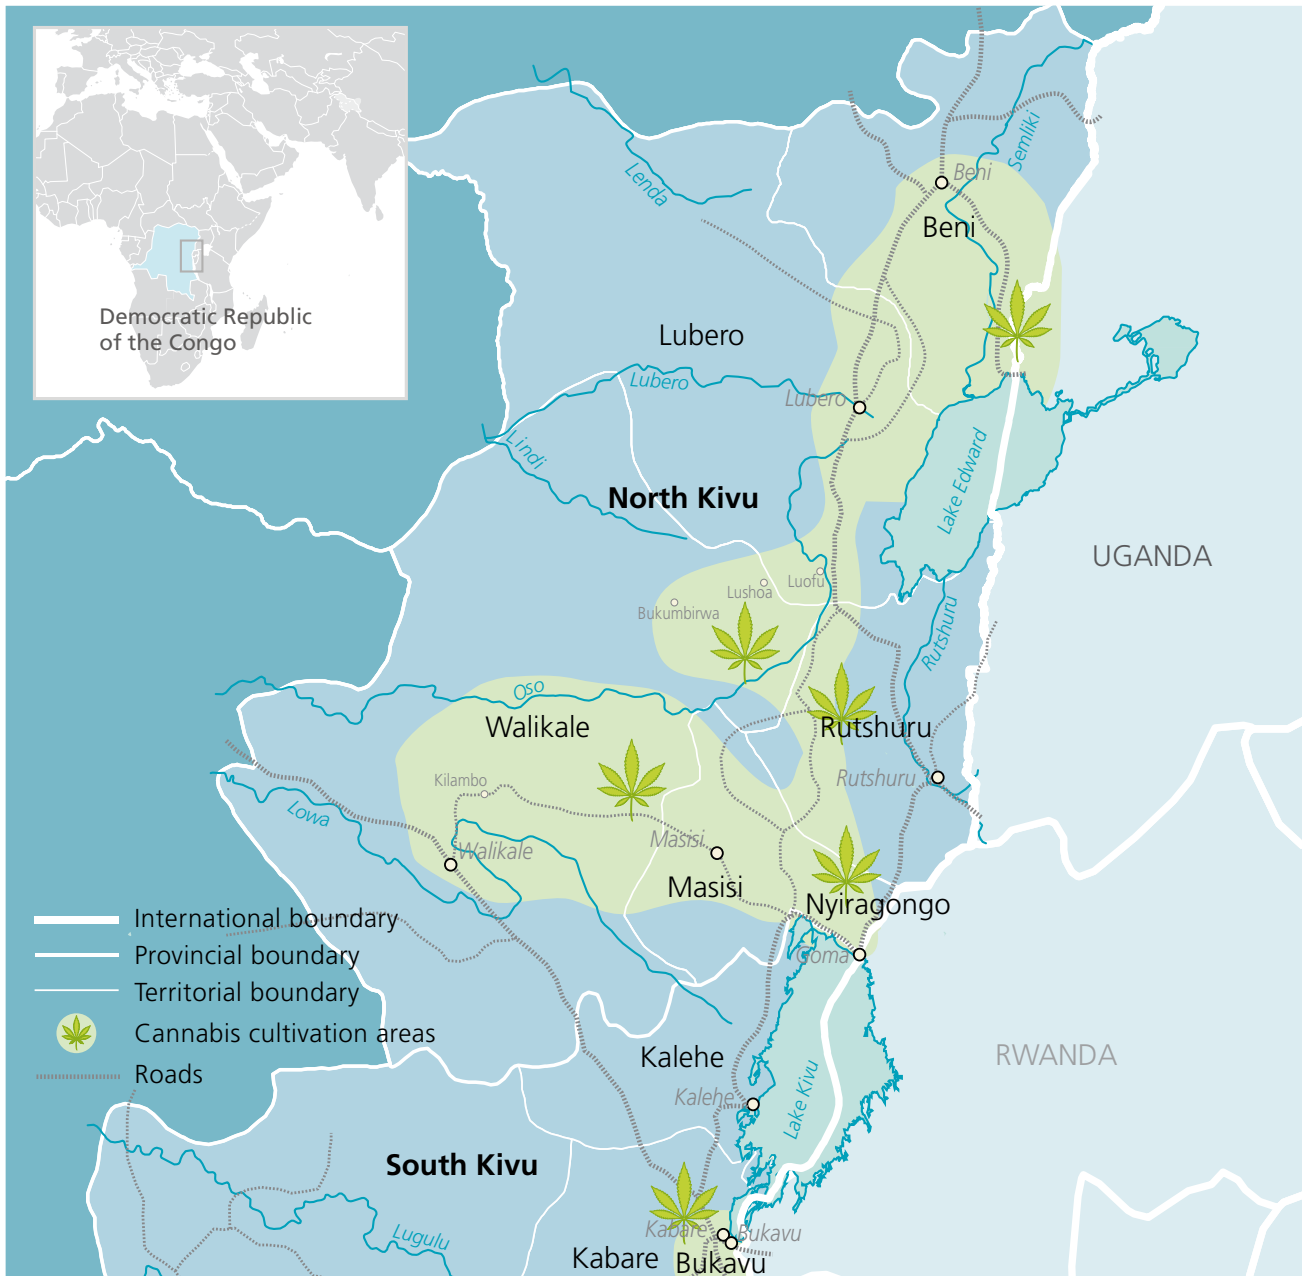 Democratic Republic
of the Congo
Semliki
Beni
Lenda
Beni
Lubero
Lubero
Lubero
Lindi
Lake Edward
North Kivu
UGANDA
Luofu
Lushoa
Bukumbirwa
Rutshuru
Oso
Walikale
Rutshuru
Rutshuru
Kilambo
Lowa
Masisi
Walikale
Masisi
Nyiragongo
International boundary
Goma
Provincial boundary
Territorial boundary
Cannabis cultivation areas
Roads
Kalehe
RWANDA
Kalehe
Lake Kivu
South Kivu
Lugulu
Kabare
Bukavu
Kabare
Bukavu